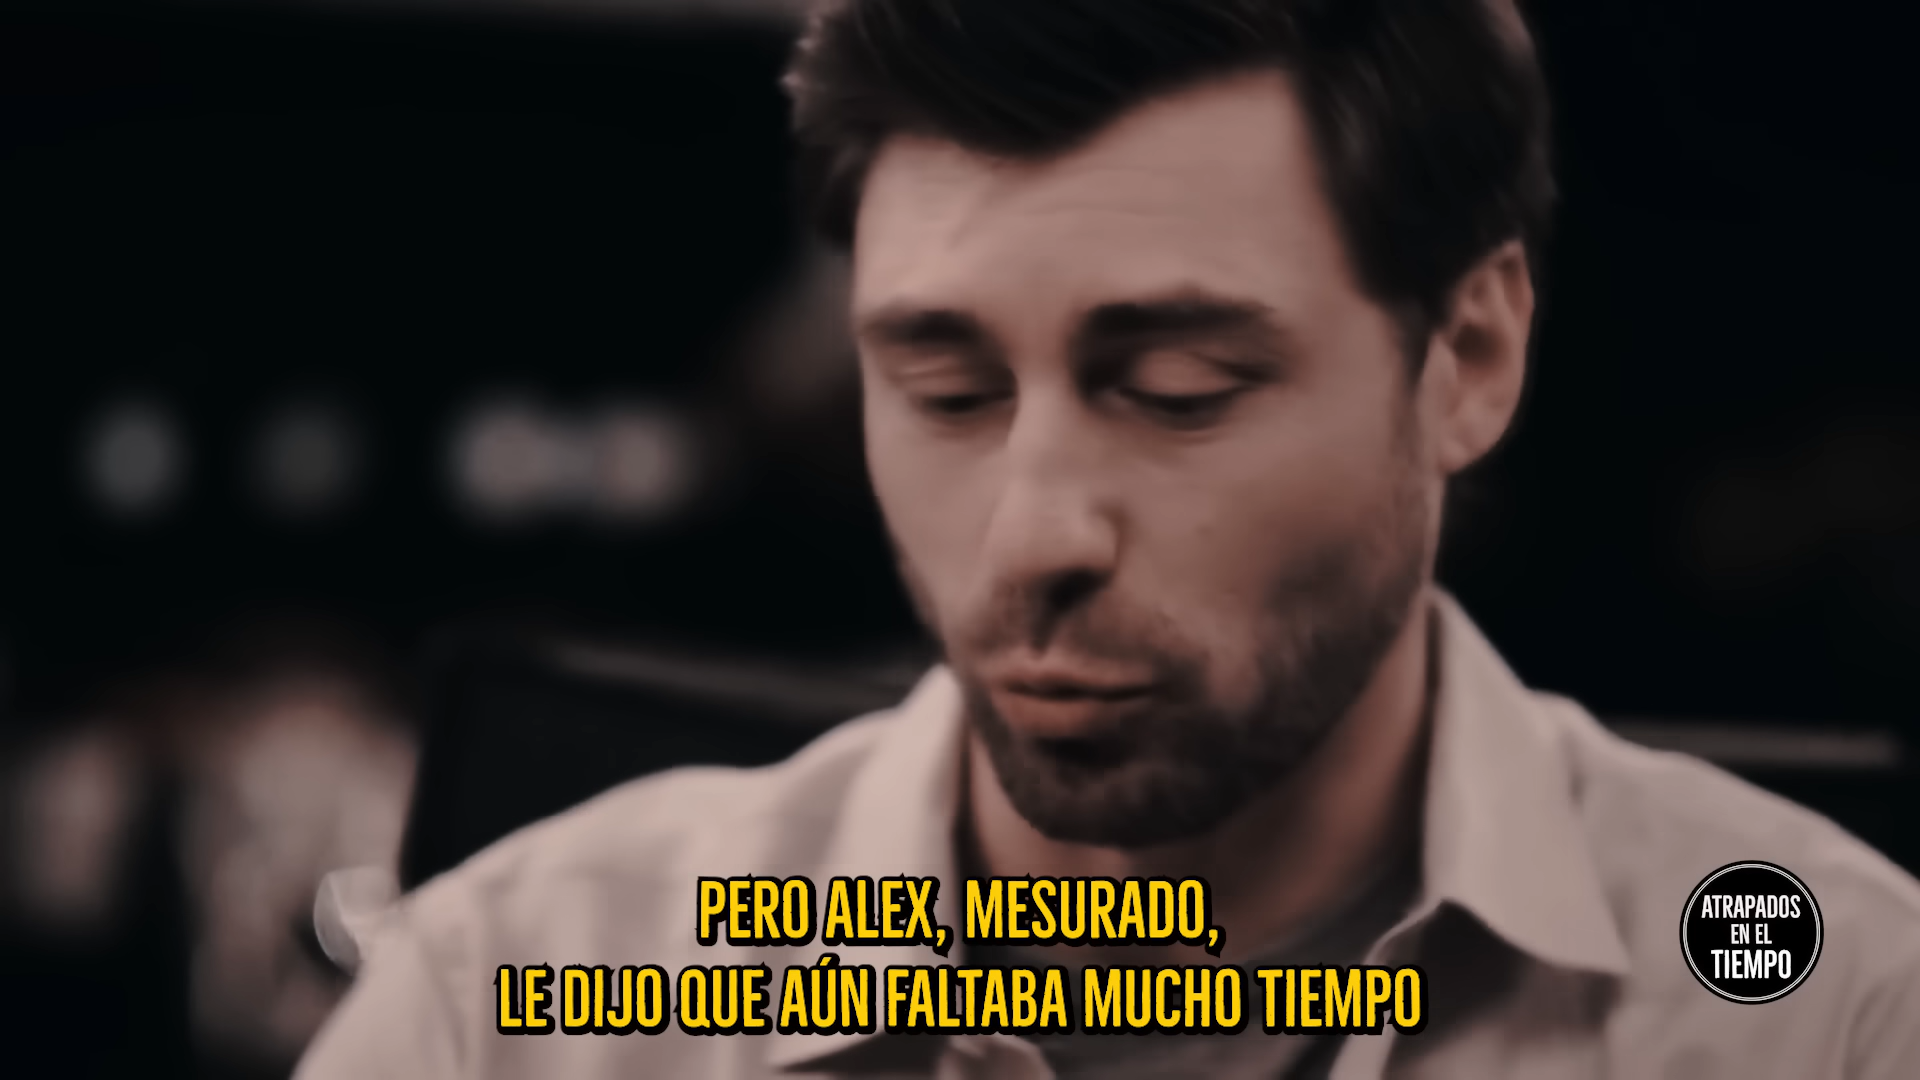 PERO ALEX, MESURADO,
LE DIJO QUE AÚN FALTABA MUCHO TIEMPO
ATRAPADOS
EN EL
TIEMPO